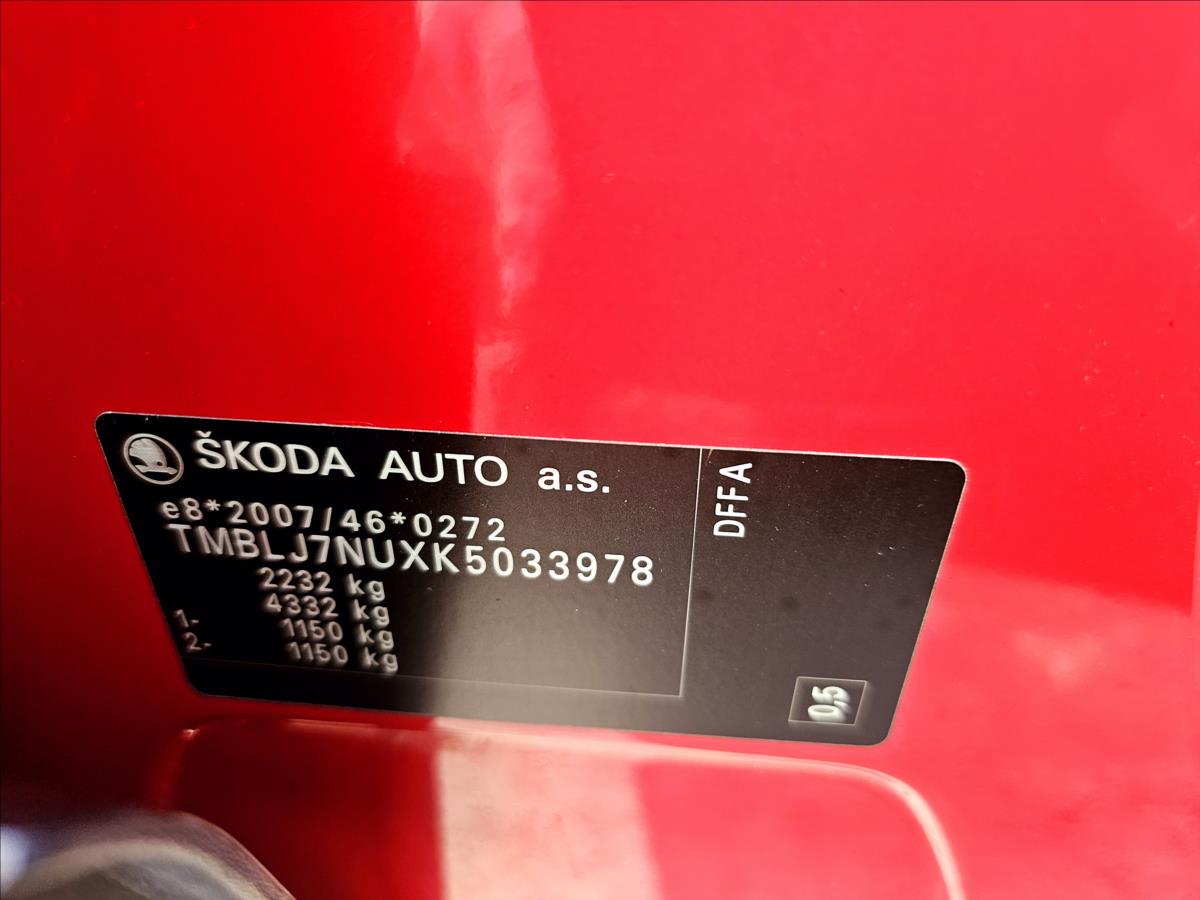 ŠKODA AUTO a.s.
e8*2007/46*0272
TMBLJ7NUXK5033978
2232 kg
4332 kg
1- 1150 kg
2- 1150 kg
DFFA
0,5